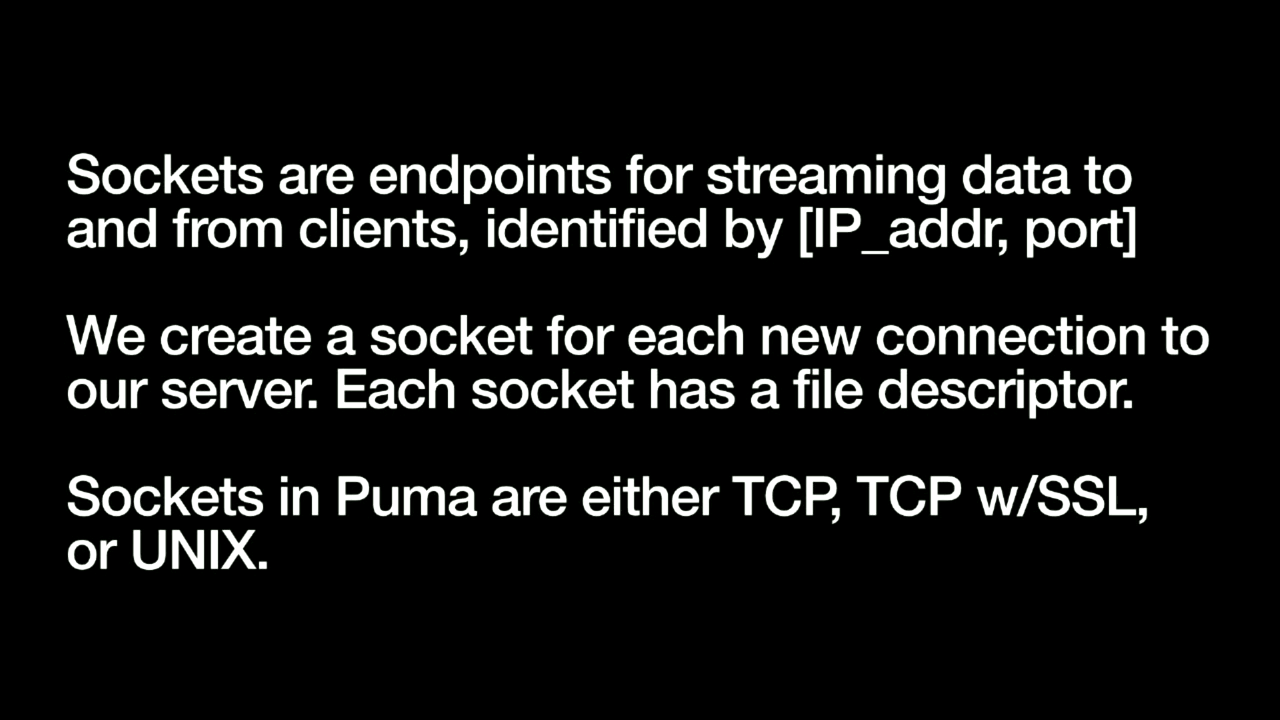 Sockets are endpoints for streaming data to
and from clients, identified by [IP_addr, port]
We create a socket for each new connection to
our server. Each socket has a file descriptor.
Sockets in Puma are either TCP, TCP w/SSL,
or UNIX.